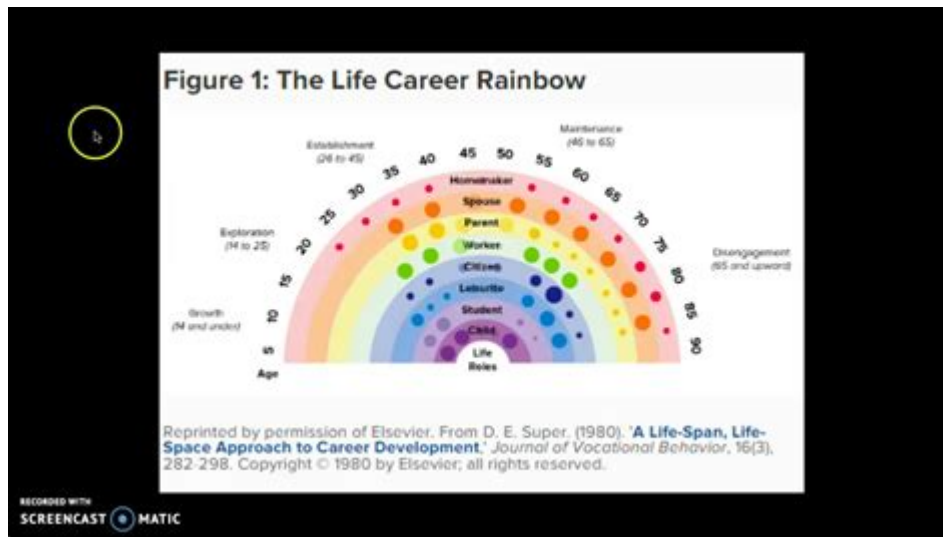 Figure 1: The Life Career Rainbow
Maintenance
(46 to 65)
Establishment
(26 to 45)
Exploration
(14 to 25)
Growth
(14 and under)
Disengagement
(65 and upward)
Age
5
10
15
20
25
30
35
40
45
50
55
60
65
70
75
80
85
90
Homemaker
Spouse
Parent
Worker
Citizen
Student
Child
Life
Roles
Reprinted by permission of Elsevier. From D. E. Super. (1980). 'A Life-Span, Life-
Space Approach to Career Development,' Journal of Vocational Behavior, 16(3),
282-298. Copyright © 1980 by Elsevier; all rights reserved.
RECORDED WITH
SCREENCAST MATIC